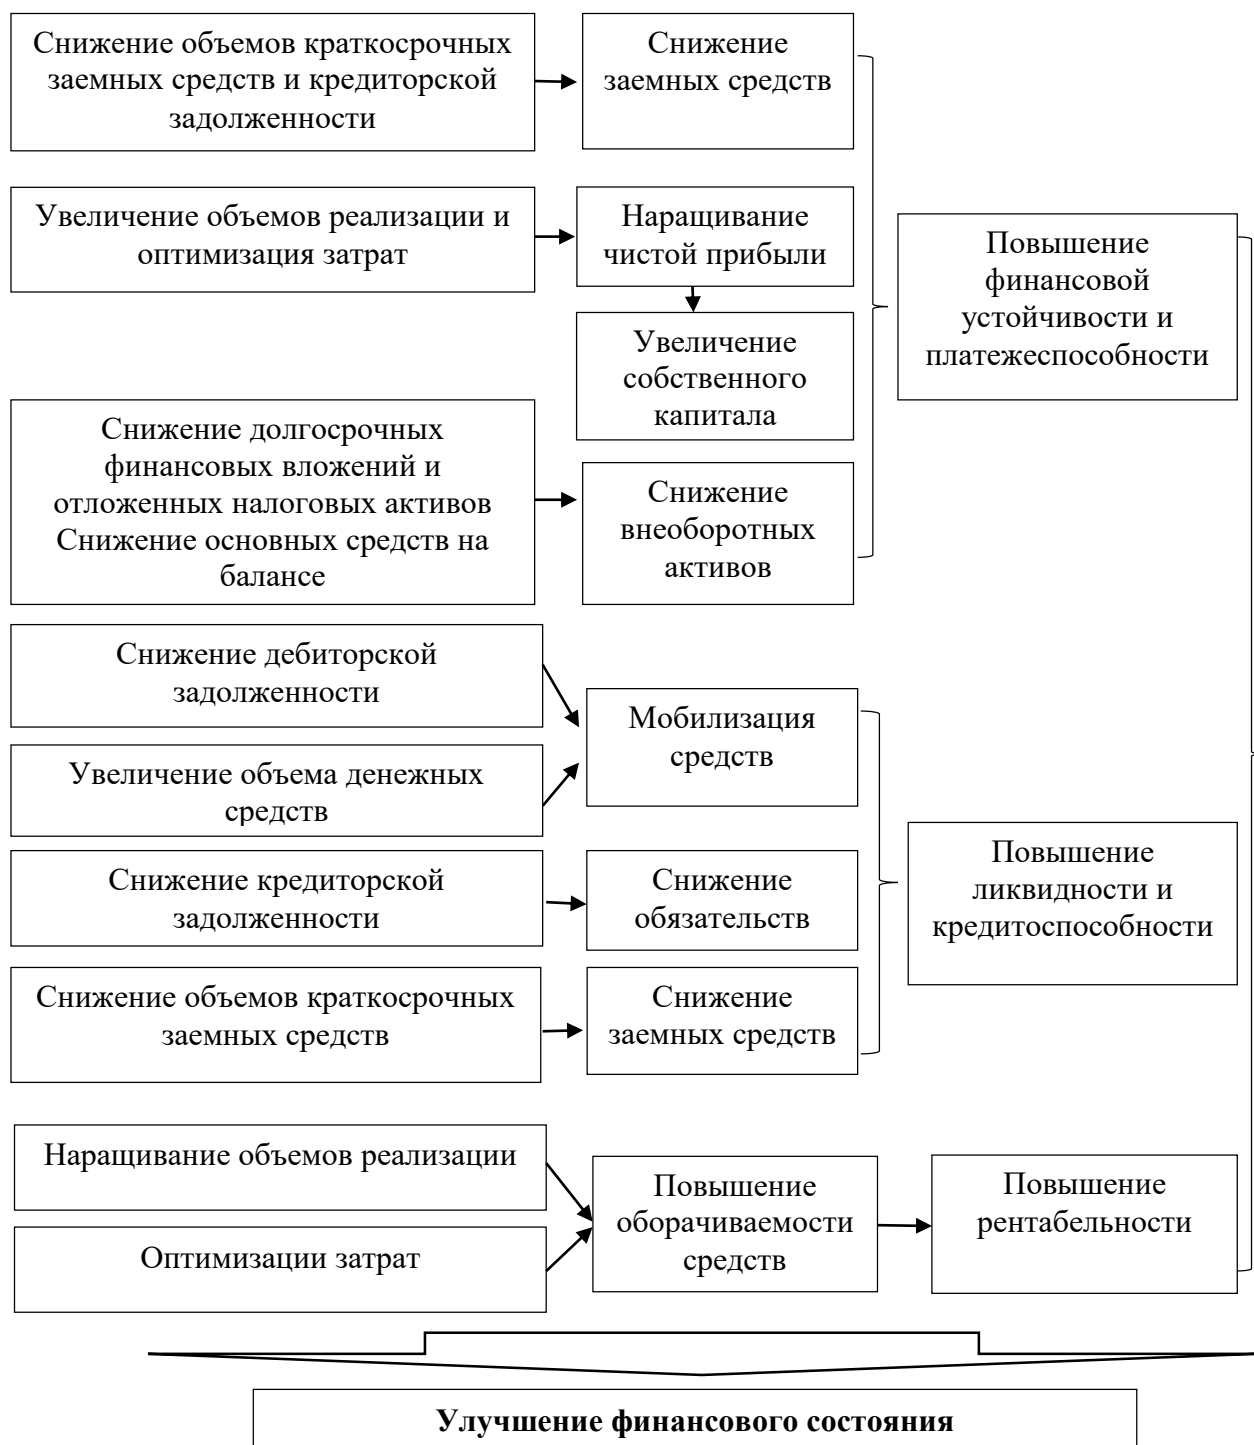 Снижение объемов краткосрочных
заемных средств и кредиторской
задолженности
Снижение
заемных средств
Увеличение объемов реализации и
оптимизация затрат
Наращивание
чистой прибыли
Увеличение
собственного
капитала
Повышение
финансовой
устойчивости и
платежеспособности
Снижение долгосрочных
финансовых вложений и
отложенных налоговых активов
Снижение основных средств на
балансе
Снижение
внеоборотных
активов
Снижение дебиторской
задолженности
Увеличение объема денежных
средств
Мобилизация
средств
Снижение кредиторской
задолженности
Снижение
обязательств
Снижение объемов краткосрочных
заемных средств
Снижение
заемных средств
Повышение
ликвидности и
кредитоспособности
Наращивание объемов реализации
Оптимизации затрат
Повышение
оборачиваемости
средств
Повышение
рентабельности
Улучшение финансового состояния